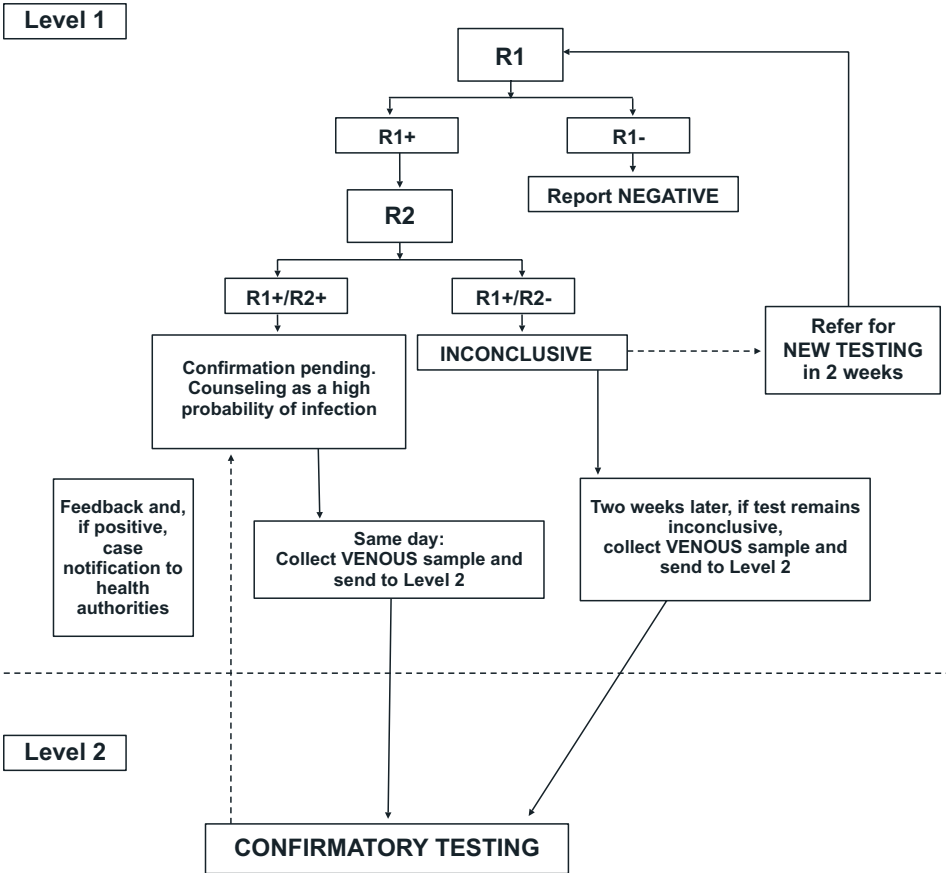 Level 1
R1
R1+
R1-
Report NEGATIVE
R2
R1+/R2+
R1+/R2-
Confirmation pending.
Counseling as a high
probability of infection
INCONCLUSIVE
Refer for
NEW TESTING
in 2 weeks
Feedback and,
if positive,
case
notification to
health
authorities
Same day:
Collect VENOUS sample and
send to Level 2
Two weeks later, if test remains
inconclusive,
collect VENOUS sample and
send to Level 2
Level 2
CONFIRMATORY TESTING